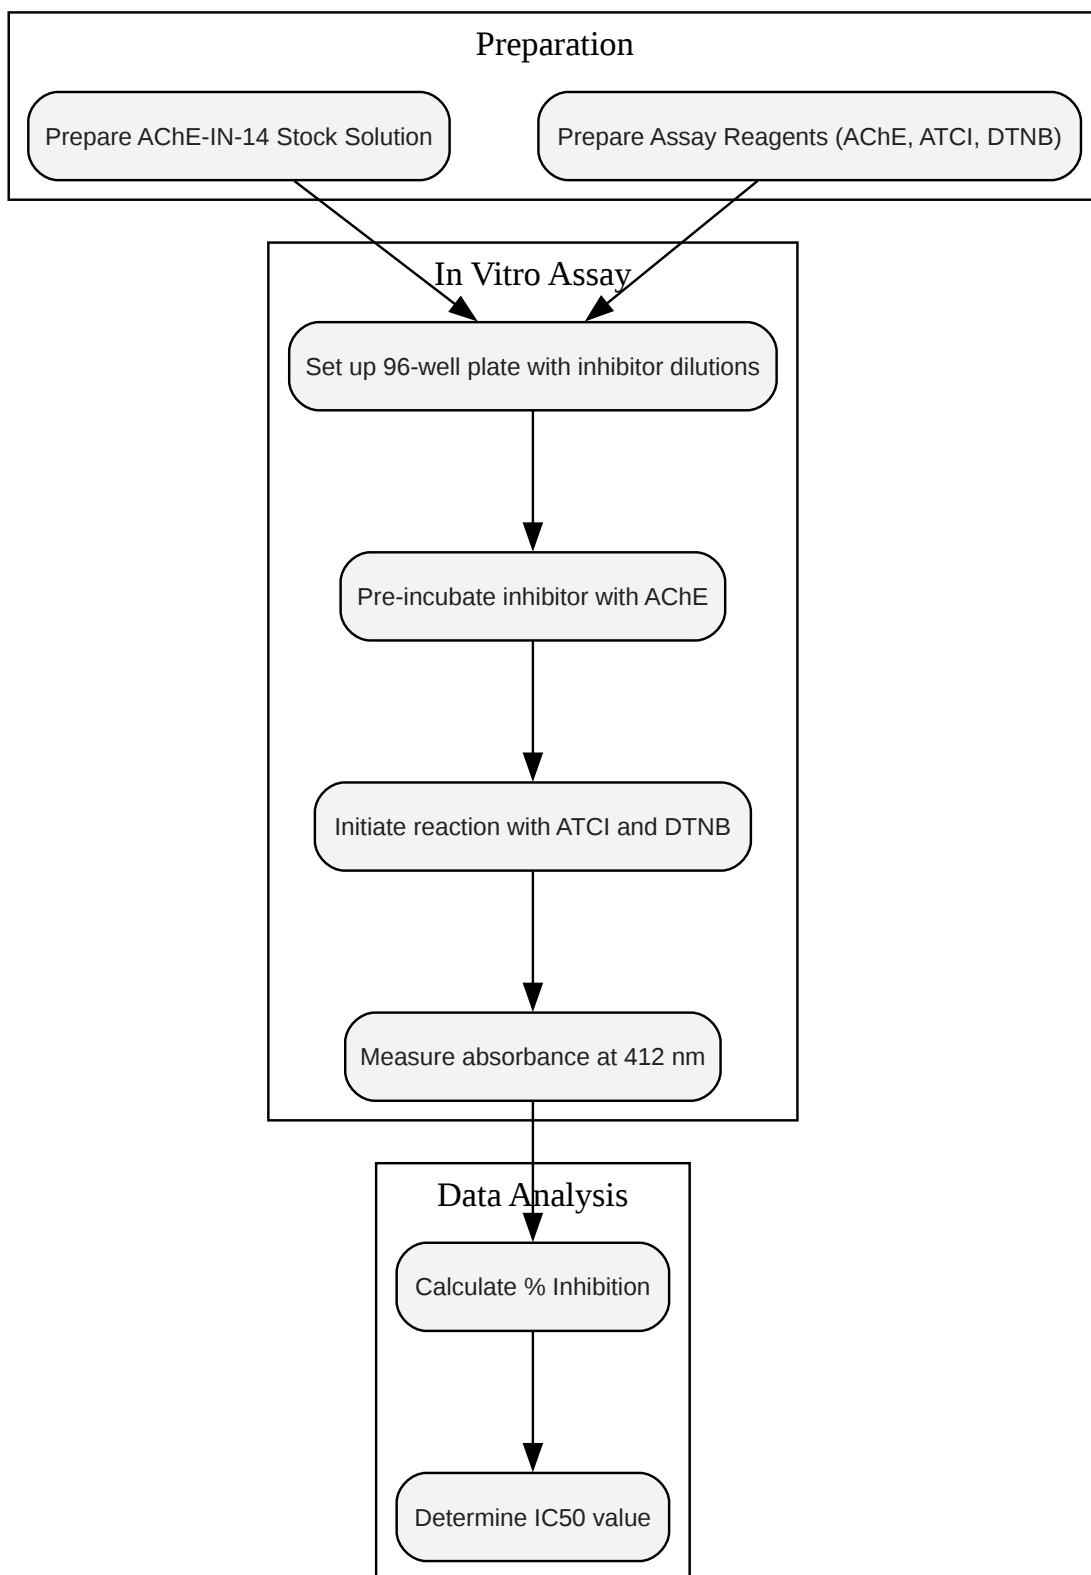 Preparation
Prepare AChE-IN-14 Stock Solution
Prepare Assay Reagents (AChE, ATCI, DTNB)
In Vitro Assay
Set up 96-well plate with inhibitor dilutions
Pre-incubate inhibitor with AChE
Initiate reaction with ATCI and DTNB
Measure absorbance at 412 nm
Data Analysis
Calculate % Inhibition
Determine IC50 value